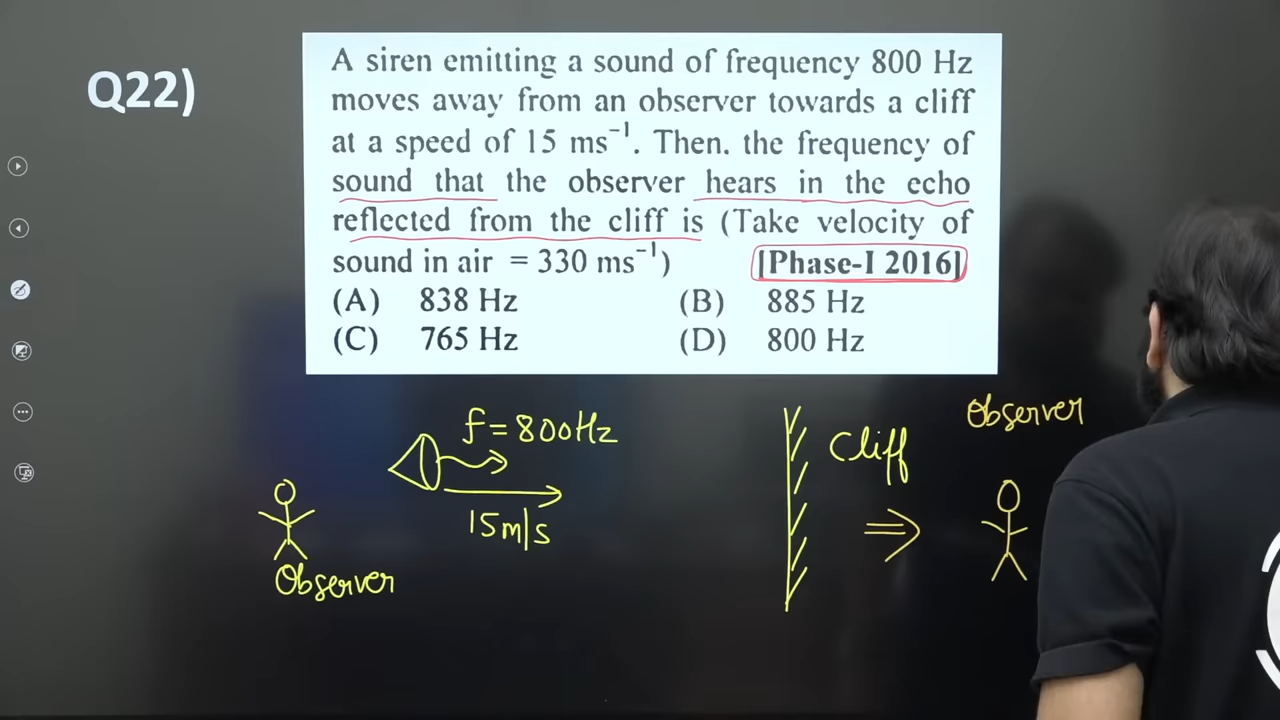 Q22)
A siren emitting a sound of frequency 800 Hz
moves away from an observer towards a cliff
at a speed of 15 ms⁻¹. Then. the frequency of
sound that the observer hears in the echo
reflected from the cliff is (Take velocity of
sound in air = 330 ms⁻¹) [Phase-I 2016]
(A) 838 Hz (B) 885 Hz
(C) 765 Hz (D) 800 Hz
f = 800Hz
15m/s
Observer
Cliff
⇒
Observer